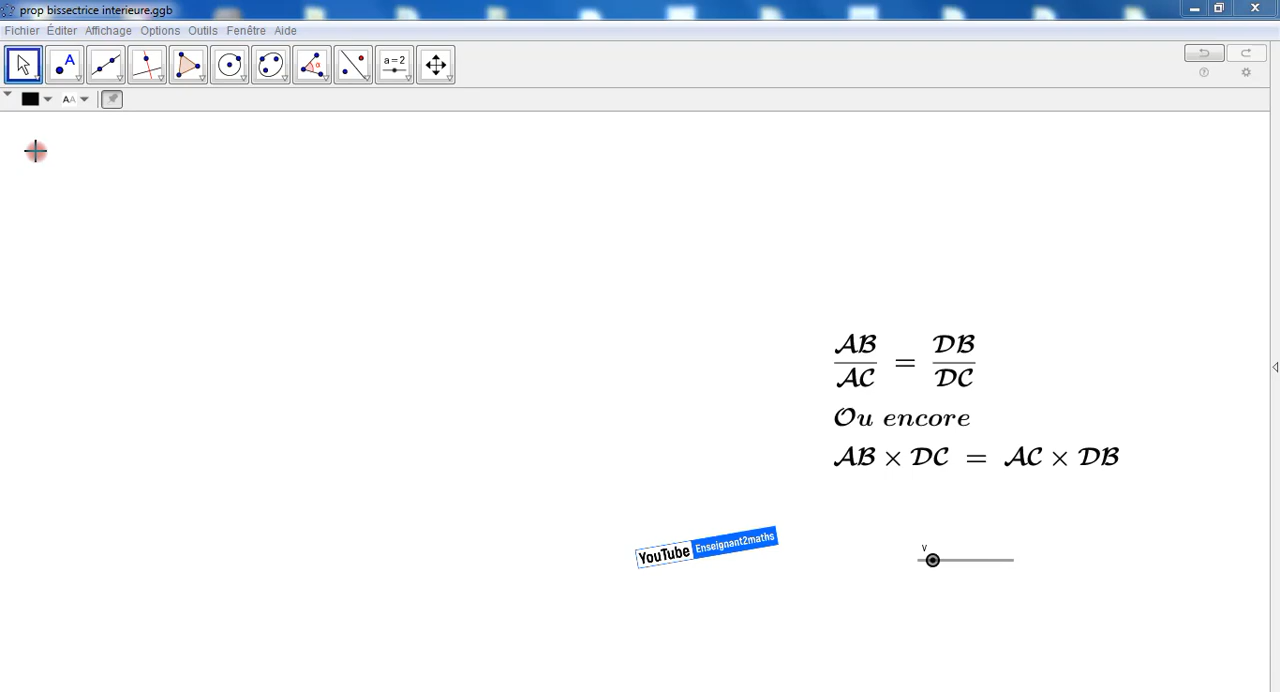 prop bissectrice interieure.ggb
Fichier Éditer Affichage Options Outils Fenêtre Aide
A
α
a = 2
AA
AB/AC = DB/DC
Ou encore
AB × DC = AC × DB
YouTube Enseignant2maths
v